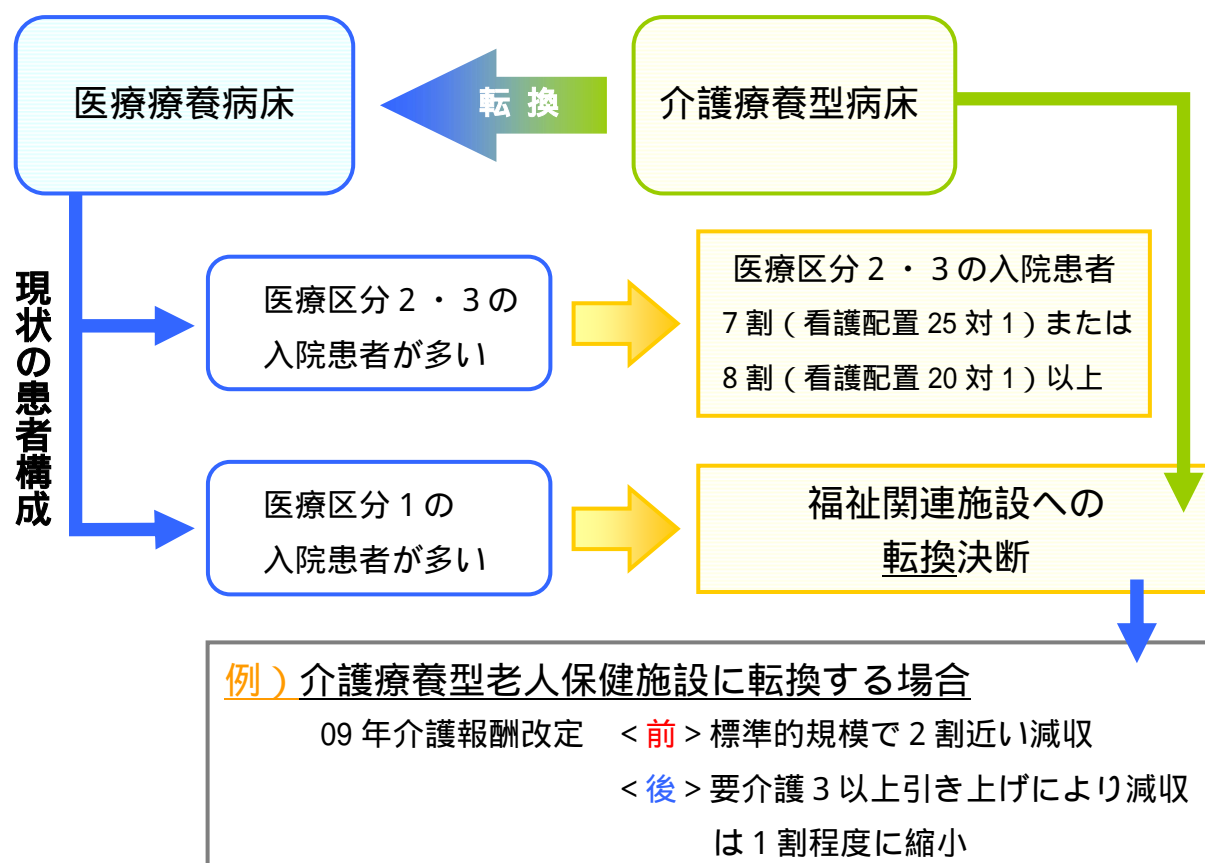 医療療養病床
転 換
介護療養型病床
現状の患者構成
医療区分２・３の
入院患者が多い
医療区分２・３の入院患者
7 割（看護配置 25 対 1）または
8 割（看護配置 20 対 1）以上
医療区分１の
入院患者が多い
福祉関連施設への
転換決断
例）介護療養型老人保健施設に転換する場合
09 年介護報酬改定 ＜前＞標準的規模で２割近い減収
＜後＞要介護３以上引き上げにより減収
は１割程度に縮小